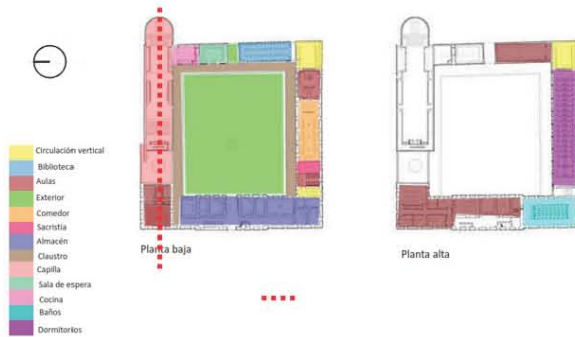 Circulación vertical
Biblioteca
Aulas
Exterior
Comedor
Sacristia
Almacén
Claustro
Capilla
Sala de espera
Cocina
Baños
Dormitorios
Planta baja
Planta alta